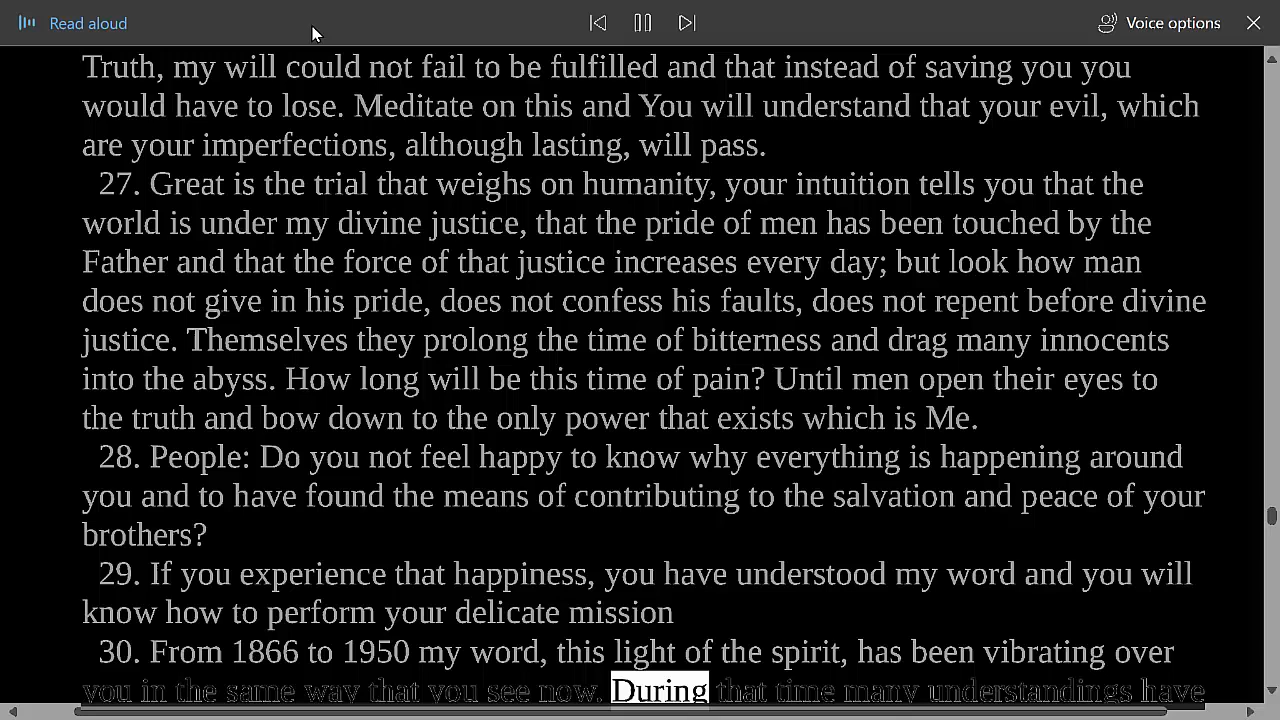 Read aloud
Voice options
Truth, my will could not fail to be fulfilled and that instead of saving you you
would have to lose. Meditate on this and You will understand that your evil, which
are your imperfections, although lasting, will pass.
27. Great is the trial that weighs on humanity, your intuition tells you that the
world is under my divine justice, that the pride of men has been touched by the
Father and that the force of that justice increases every day; but look how man
does not give in his pride, does not confess his faults, does not repent before divine
justice. Themselves they prolong the time of bitterness and drag many innocents
into the abyss. How long will be this time of pain? Until men open their eyes to
the truth and bow down to the only power that exists which is Me.
28. People: Do you not feel happy to know why everything is happening around
you and to have found the means of contributing to the salvation and peace of your
brothers?
29. If you experience that happiness, you have understood my word and you will
know how to perform your delicate mission
30. From 1866 to 1950 my word, this light of the spirit, has been vibrating over
you in the same way that you see now. During that time many understandings have